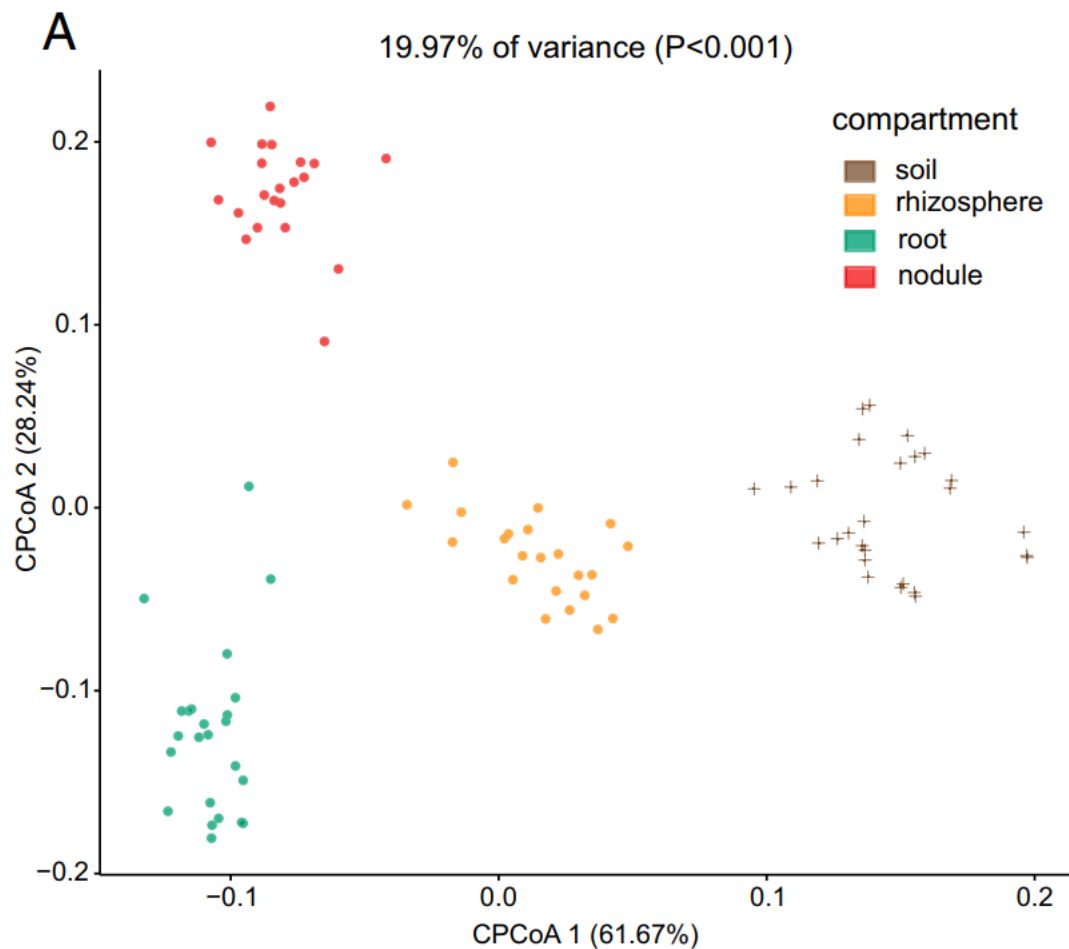 A
19.97% of variance (P<0.001)
compartment
soil
rhizosphere
root
nodule
0.2
0.1
0.0
−0.1
−0.2
CPCoA 2 (28.24%)
−0.1
0.0
0.1
0.2
CPCoA 1 (61.67%)